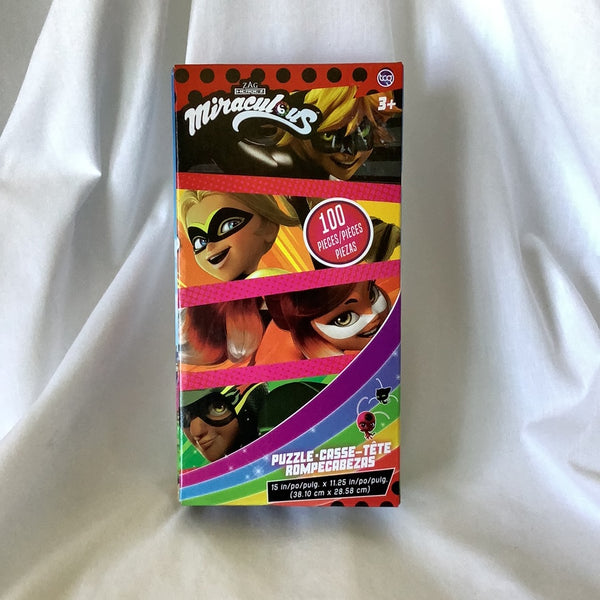 ZAG
HEROEZ
Miraculous
tcg
3+
100
PIECES/PIÈCES
PIEZAS
PUZZLE•CASSE-TÊTE
ROMPECABEZAS
15 in/po/pulg. x 11.25 in/po/pulg.
(38.10 cm x 28.58 cm)